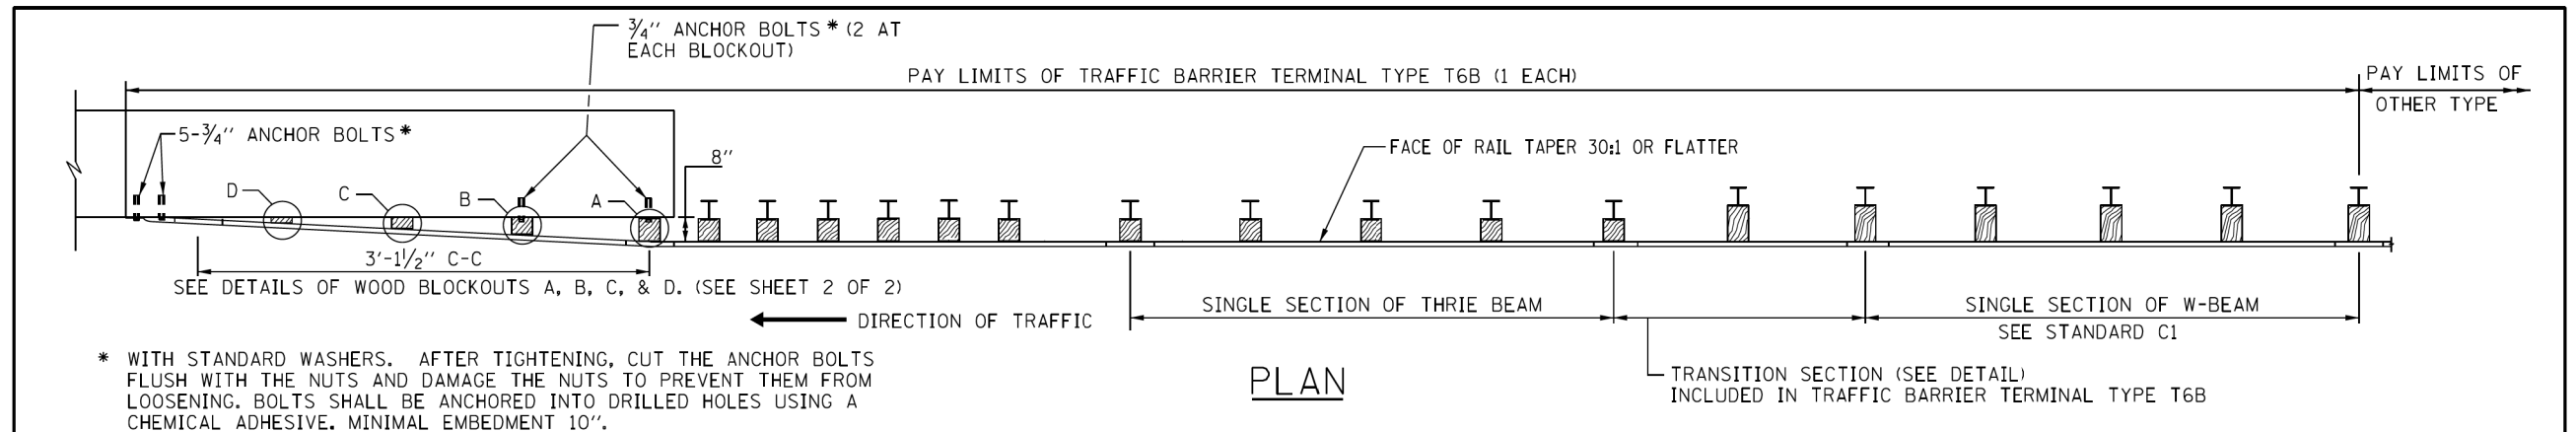 ¾'' ANCHOR BOLTS * (2 AT
EACH BLOCKOUT)
PAY LIMITS OF TRAFFIC BARRIER TERMINAL TYPE T6B (1 EACH)
PAY LIMITS OF
OTHER TYPE
5-¾'' ANCHOR BOLTS *
8''
FACE OF RAIL TAPER 30:1 OR FLATTER
D
C
B
A
3'-1½'' C-C
SEE DETAILS OF WOOD BLOCKOUTS A, B, C, & D. (SEE SHEET 2 OF 2)
SINGLE SECTION OF THRIE BEAM
SINGLE SECTION OF W-BEAM
SEE STANDARD C1
DIRECTION OF TRAFFIC
* WITH STANDARD WASHERS. AFTER TIGHTENING, CUT THE ANCHOR BOLTS
FLUSH WITH THE NUTS AND DAMAGE THE NUTS TO PREVENT THEM FROM
LOOSENING. BOLTS SHALL BE ANCHORED INTO DRILLED HOLES USING A
CHEMICAL ADHESIVE. MINIMAL EMBEDMENT 10''.
PLAN
TRANSITION SECTION (SEE DETAIL)
INCLUDED IN TRAFFIC BARRIER TERMINAL TYPE T6B